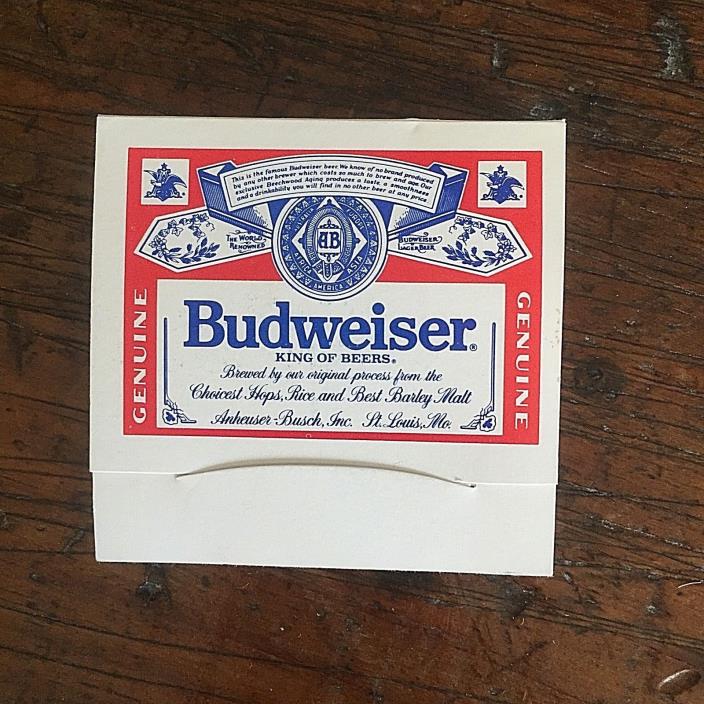 This is the famous Budweiser beer. We know of no brand produced
by any other brewer which costs so much to brew and age. Our
exclusive Beechwood Aging produces a taste, a smoothness
and a drinkability you will find in no other beer at any price.
THE WORLD
RENOWNED
AB
BUDWEISER
LAGER BEER
AFRICA AMERICA ASIA
GENUINE
GENUINE
Budweiser®
KING OF BEERS®
Brewed by our original process from the
Choicest Hops, Rice and Best Barley Malt
Anheuser-Busch, Inc. St. Louis, Mo.